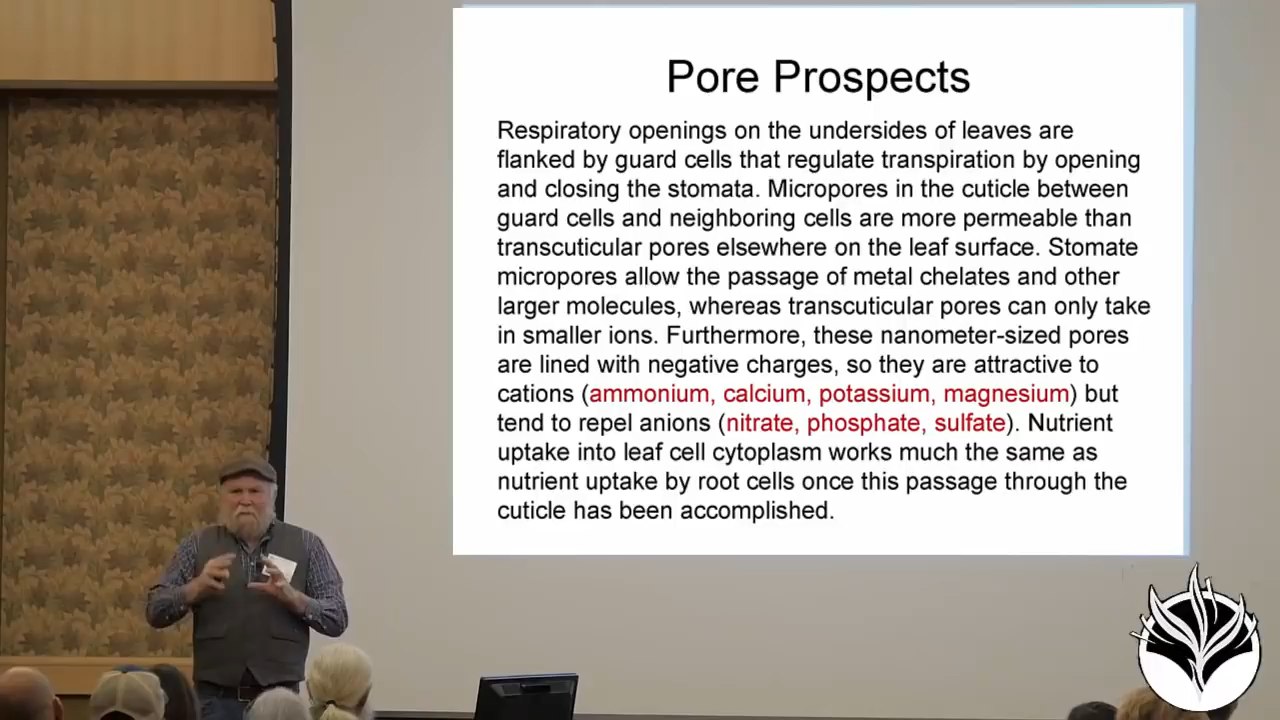 Pore Prospects
Respiratory openings on the undersides of leaves are
flanked by guard cells that regulate transpiration by opening
and closing the stomata. Micropores in the cuticle between
guard cells and neighboring cells are more permeable than
transcuticular pores elsewhere on the leaf surface. Stomate
micropores allow the passage of metal chelates and other
larger molecules, whereas transcuticular pores can only take
in smaller ions. Furthermore, these nanometer-sized pores
are lined with negative charges, so they are attractive to
cations (ammonium, calcium, potassium, magnesium) but
tend to repel anions (nitrate, phosphate, sulfate). Nutrient
uptake into leaf cell cytoplasm works much the same as
nutrient uptake by root cells once this passage through the
cuticle has been accomplished.